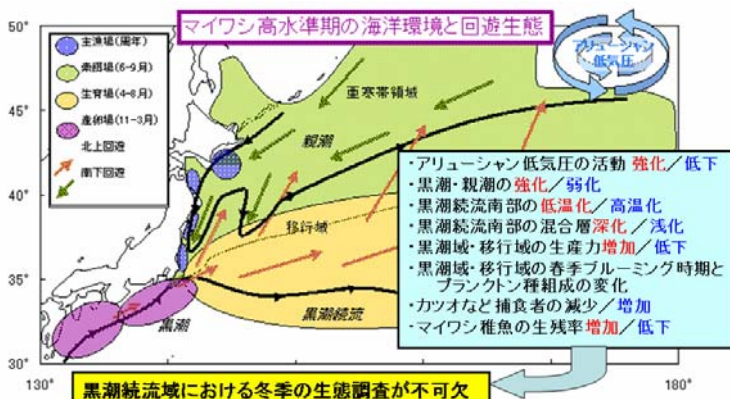 マイワシ高水準期の海洋環境と回遊生態
50°
45°
40°
35°
30°
130°
180°
主漁場(周年)
索餌場(6-9月)
生育場(4-8月)
産卵場(11-3月)
北上回遊
南下回遊
アリューシャン
低気圧
亜寒帯領域
親潮
移行域
黒潮
黒潮続流
・アリューシャン低気圧の活動 強化／低下
・黒潮・親潮の強化／弱化
・黒潮続流南部の低温化／高温化
・黒潮続流南部の混合層深化／浅化
・黒潮域・移行域の生産力増加／低下
・黒潮域・移行域の春季ブルーミング時期と
プランクトン種組成の変化
・カツオなど捕食者の減少／増加
・マイワシ稚魚の生残率増加／低下
黒潮続流域における冬季の生態調査が不可欠